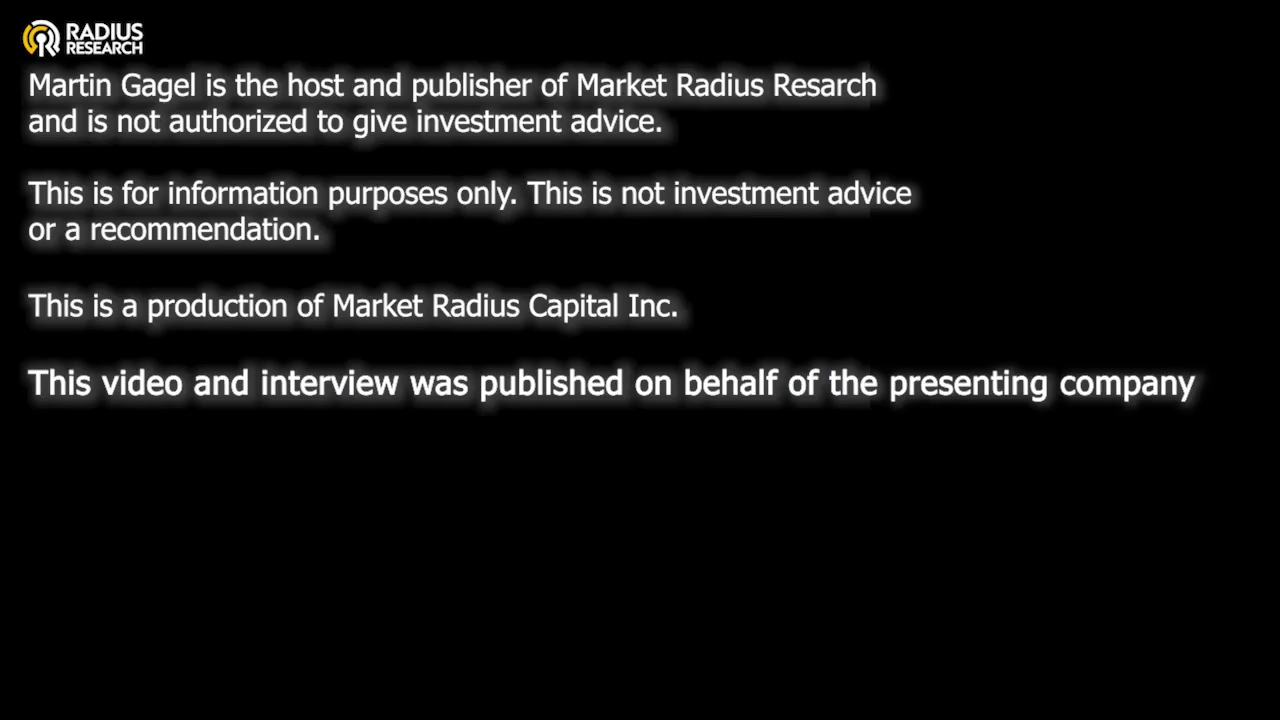 RADIUS
RESEARCH
Martin Gagel is the host and publisher of Market Radius Resarch
and is not authorized to give investment advice.
This is for information purposes only. This is not investment advice
or a recommendation.
This is a production of Market Radius Capital Inc.
This video and interview was published on behalf of the presenting company